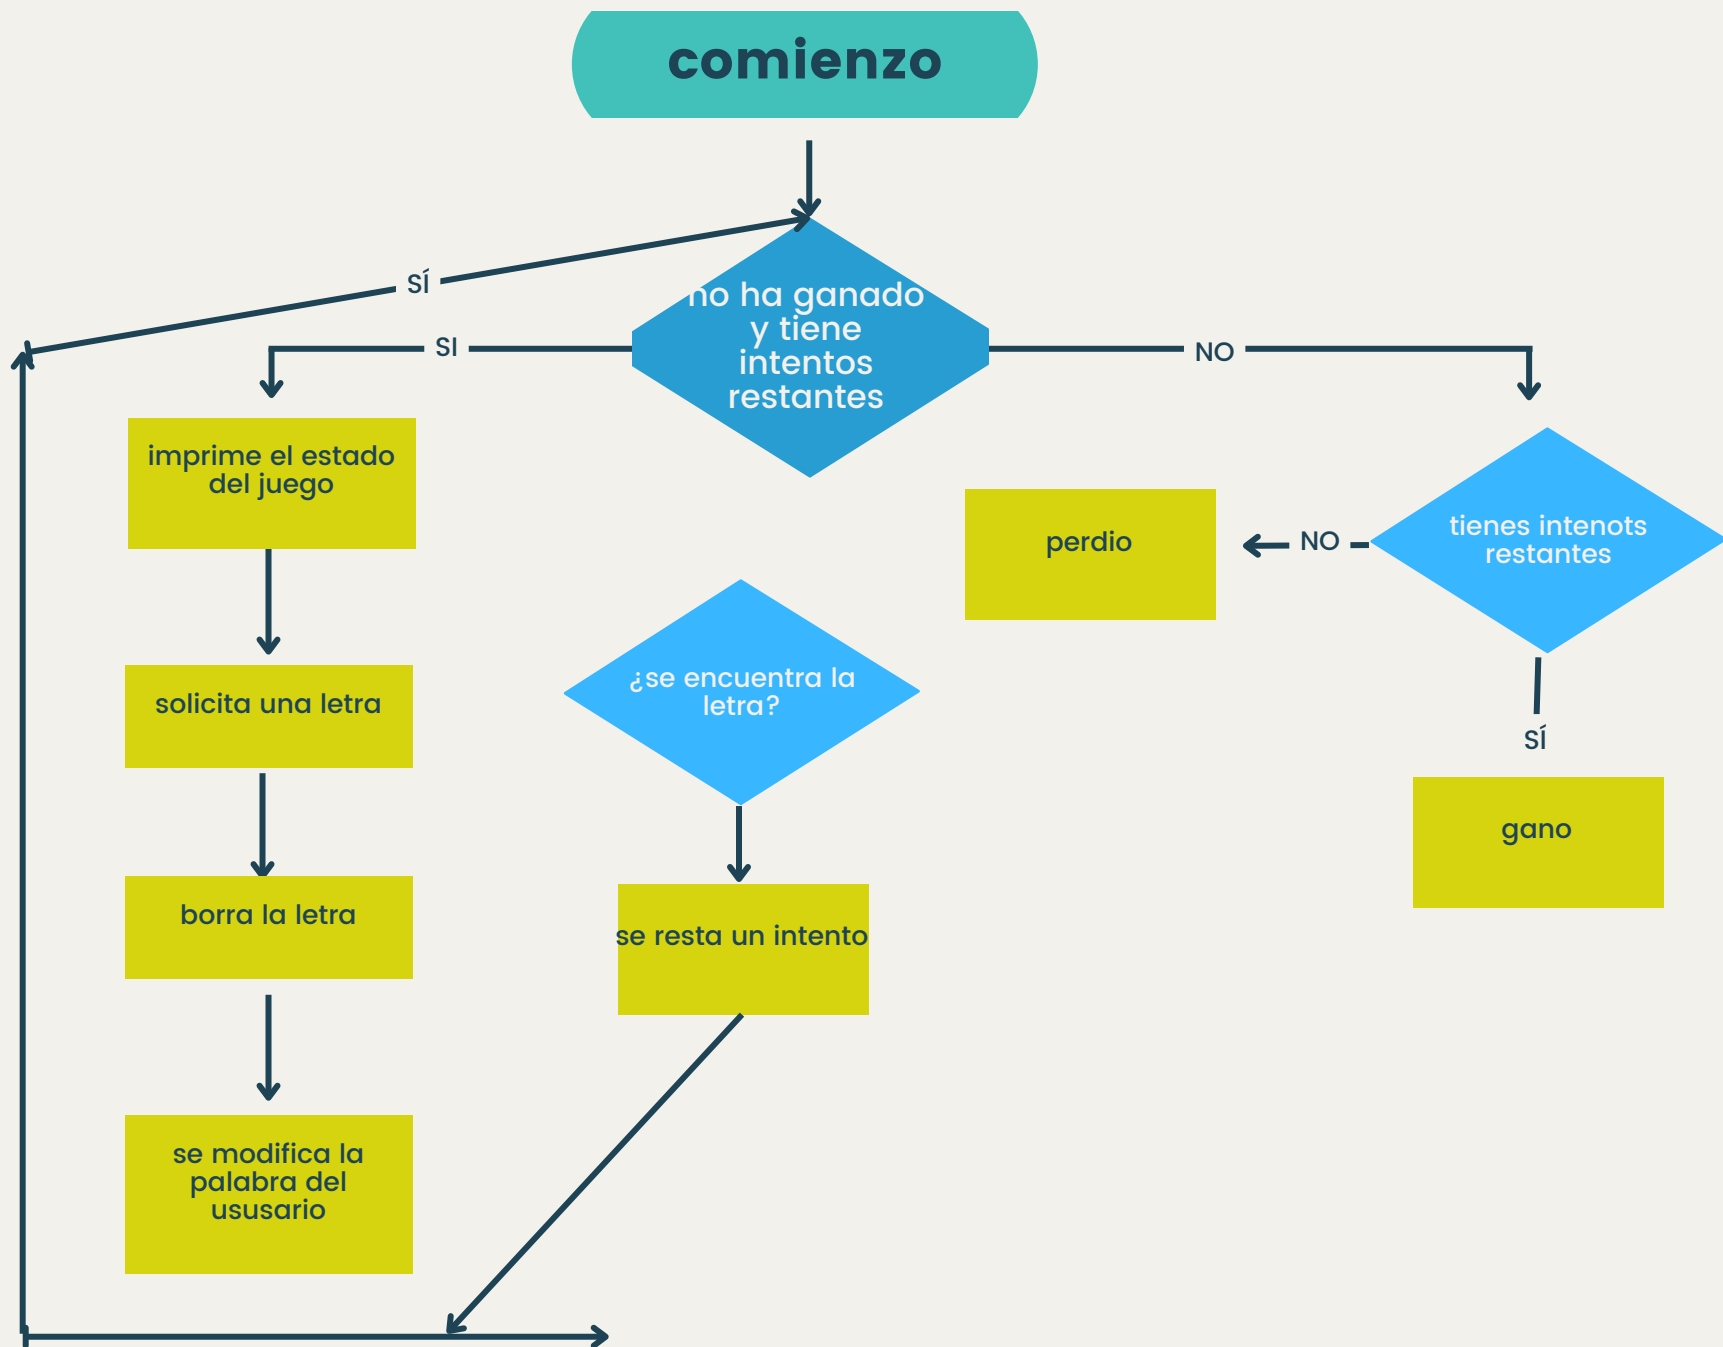 comienzo
SÍ
no ha ganado
y tiene
intentos
restantes
SI
NO
imprime el estado
del juego
perdio
NO
tienes intenots
restantes
¿se encuentra la
letra?
solicita una letra
SÍ
gano
borra la letra
se resta un intento
se modifica la
palabra del
ususario